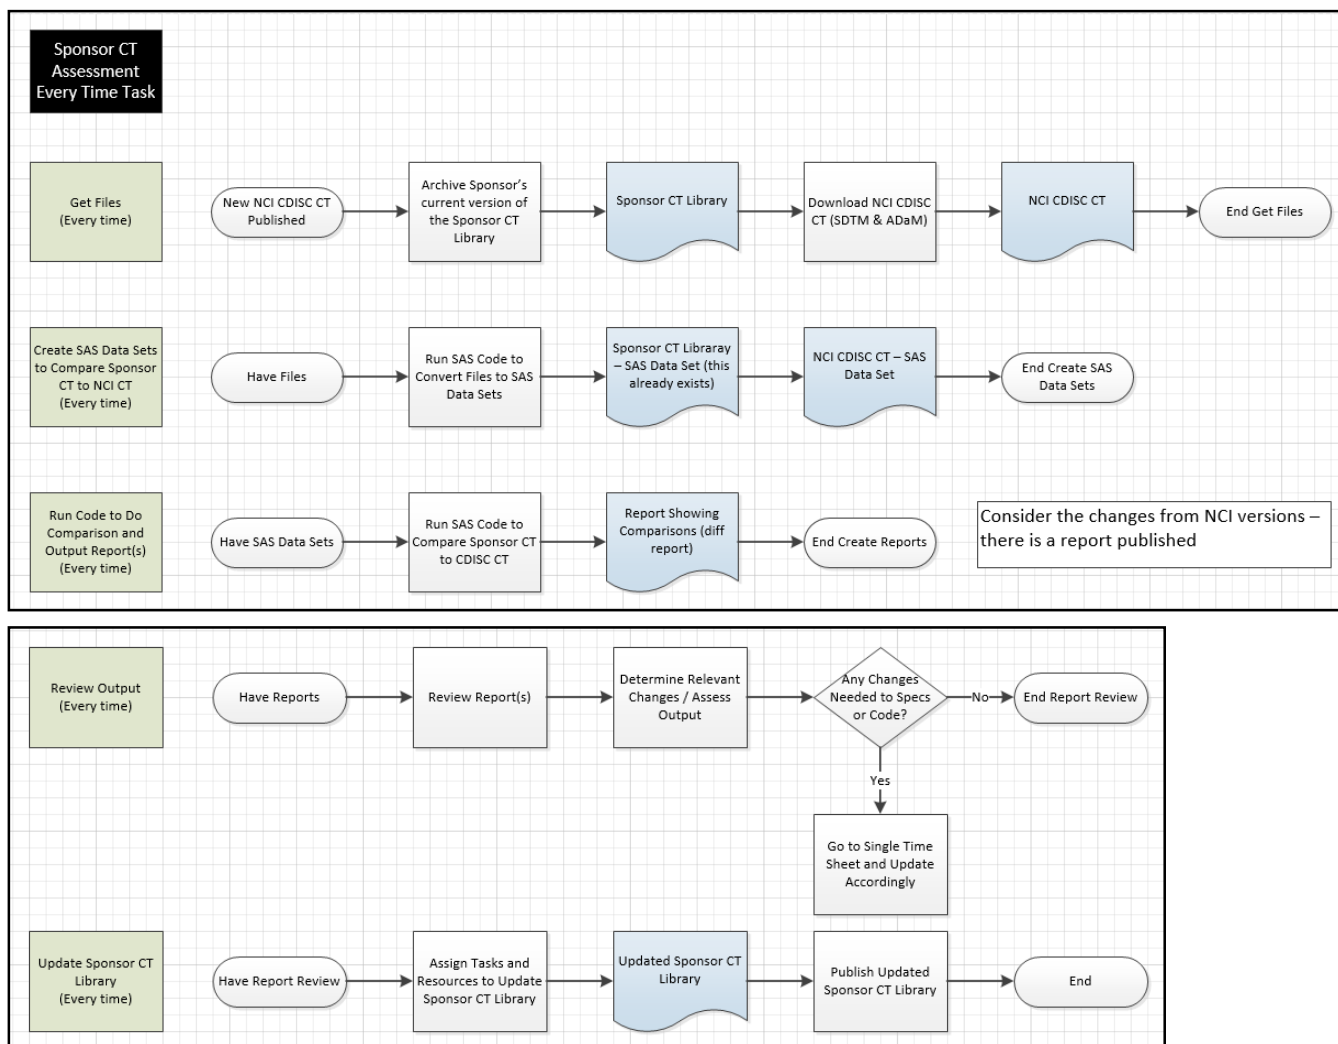 Sponsor CT
Assessment
Every Time Task
Get Files
(Every time)
New NCI CDISC CT
Published
Archive Sponsor's
current version of
the Sponsor CT
Library
Sponsor CT Library
Download NCI CDISC
CT (SDTM & ADaM)
NCI CDISC CT
End Get Files
Create SAS Data Sets
to Compare Sponsor
CT to NCI CT
(Every time)
Have Files
Run SAS Code to
Convert Files to SAS
Data Sets
Sponsor CT Libraray
– SAS Data Set (this
already exists)
NCI CDISC CT – SAS
Data Set
End Create SAS
Data Sets
Run Code to Do
Comparison and
Output Report(s)
(Every time)
Have SAS Data Sets
Run SAS Code to
Compare Sponsor CT
to CDISC CT
Report Showing
Comparisons (diff
report)
End Create Reports
Consider the changes from NCI versions –
there is a report published
Review Output
(Every time)
Have Reports
Review Report(s)
Determine Relevant
Changes / Assess
Output
Any Changes
Needed to Specs
or Code?
No
End Report Review
Yes
Go to Single Time
Sheet and Update
Accordingly
Update Sponsor CT
Library
(Every time)
Have Report Review
Assign Tasks and
Resources to Update
Sponsor CT Library
Updated Sponsor CT
Library
Publish Updated
Sponsor CT Library
End